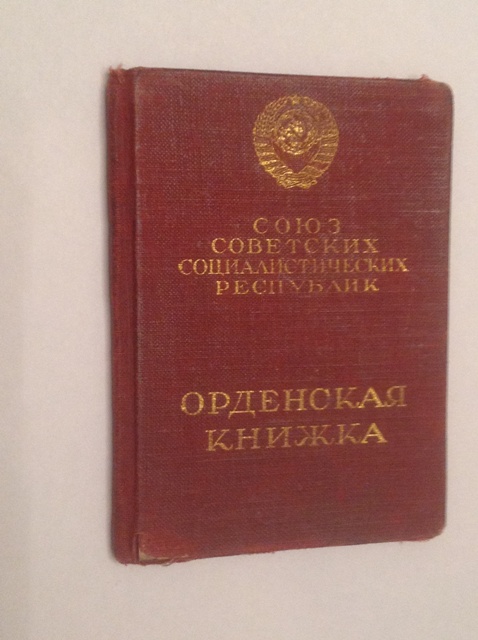 СОЮЗ
СОВЕТСКИХ
СОЦИАЛИСТИЧЕСКИХ
РЕСПУБЛИК
ОРДЕНСКАЯ
КНИЖКА